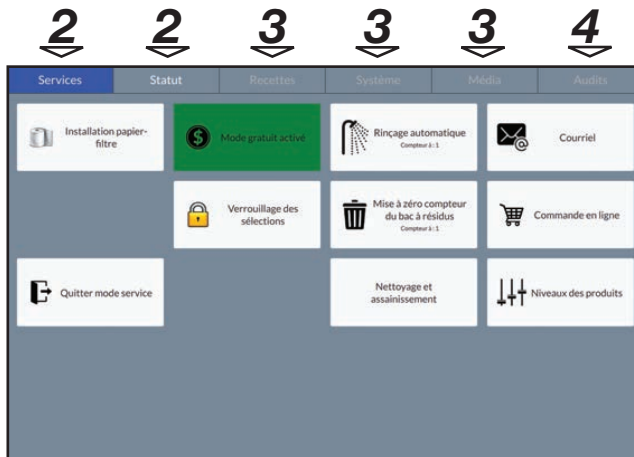 2 2 3 3 3 4
Services Statut Recettes Système Média Audits
Installation papier-
filtre
Mode gratuit activé
Rinçage automatique
Compteur à : 1
Courriel
Verrouillage des
sélections
Mise à zéro compteur
du bac à résidus
Compteur à : 1
Commande en ligne
Quitter mode service
Nettoyage et
assainissement
Niveaux des produits